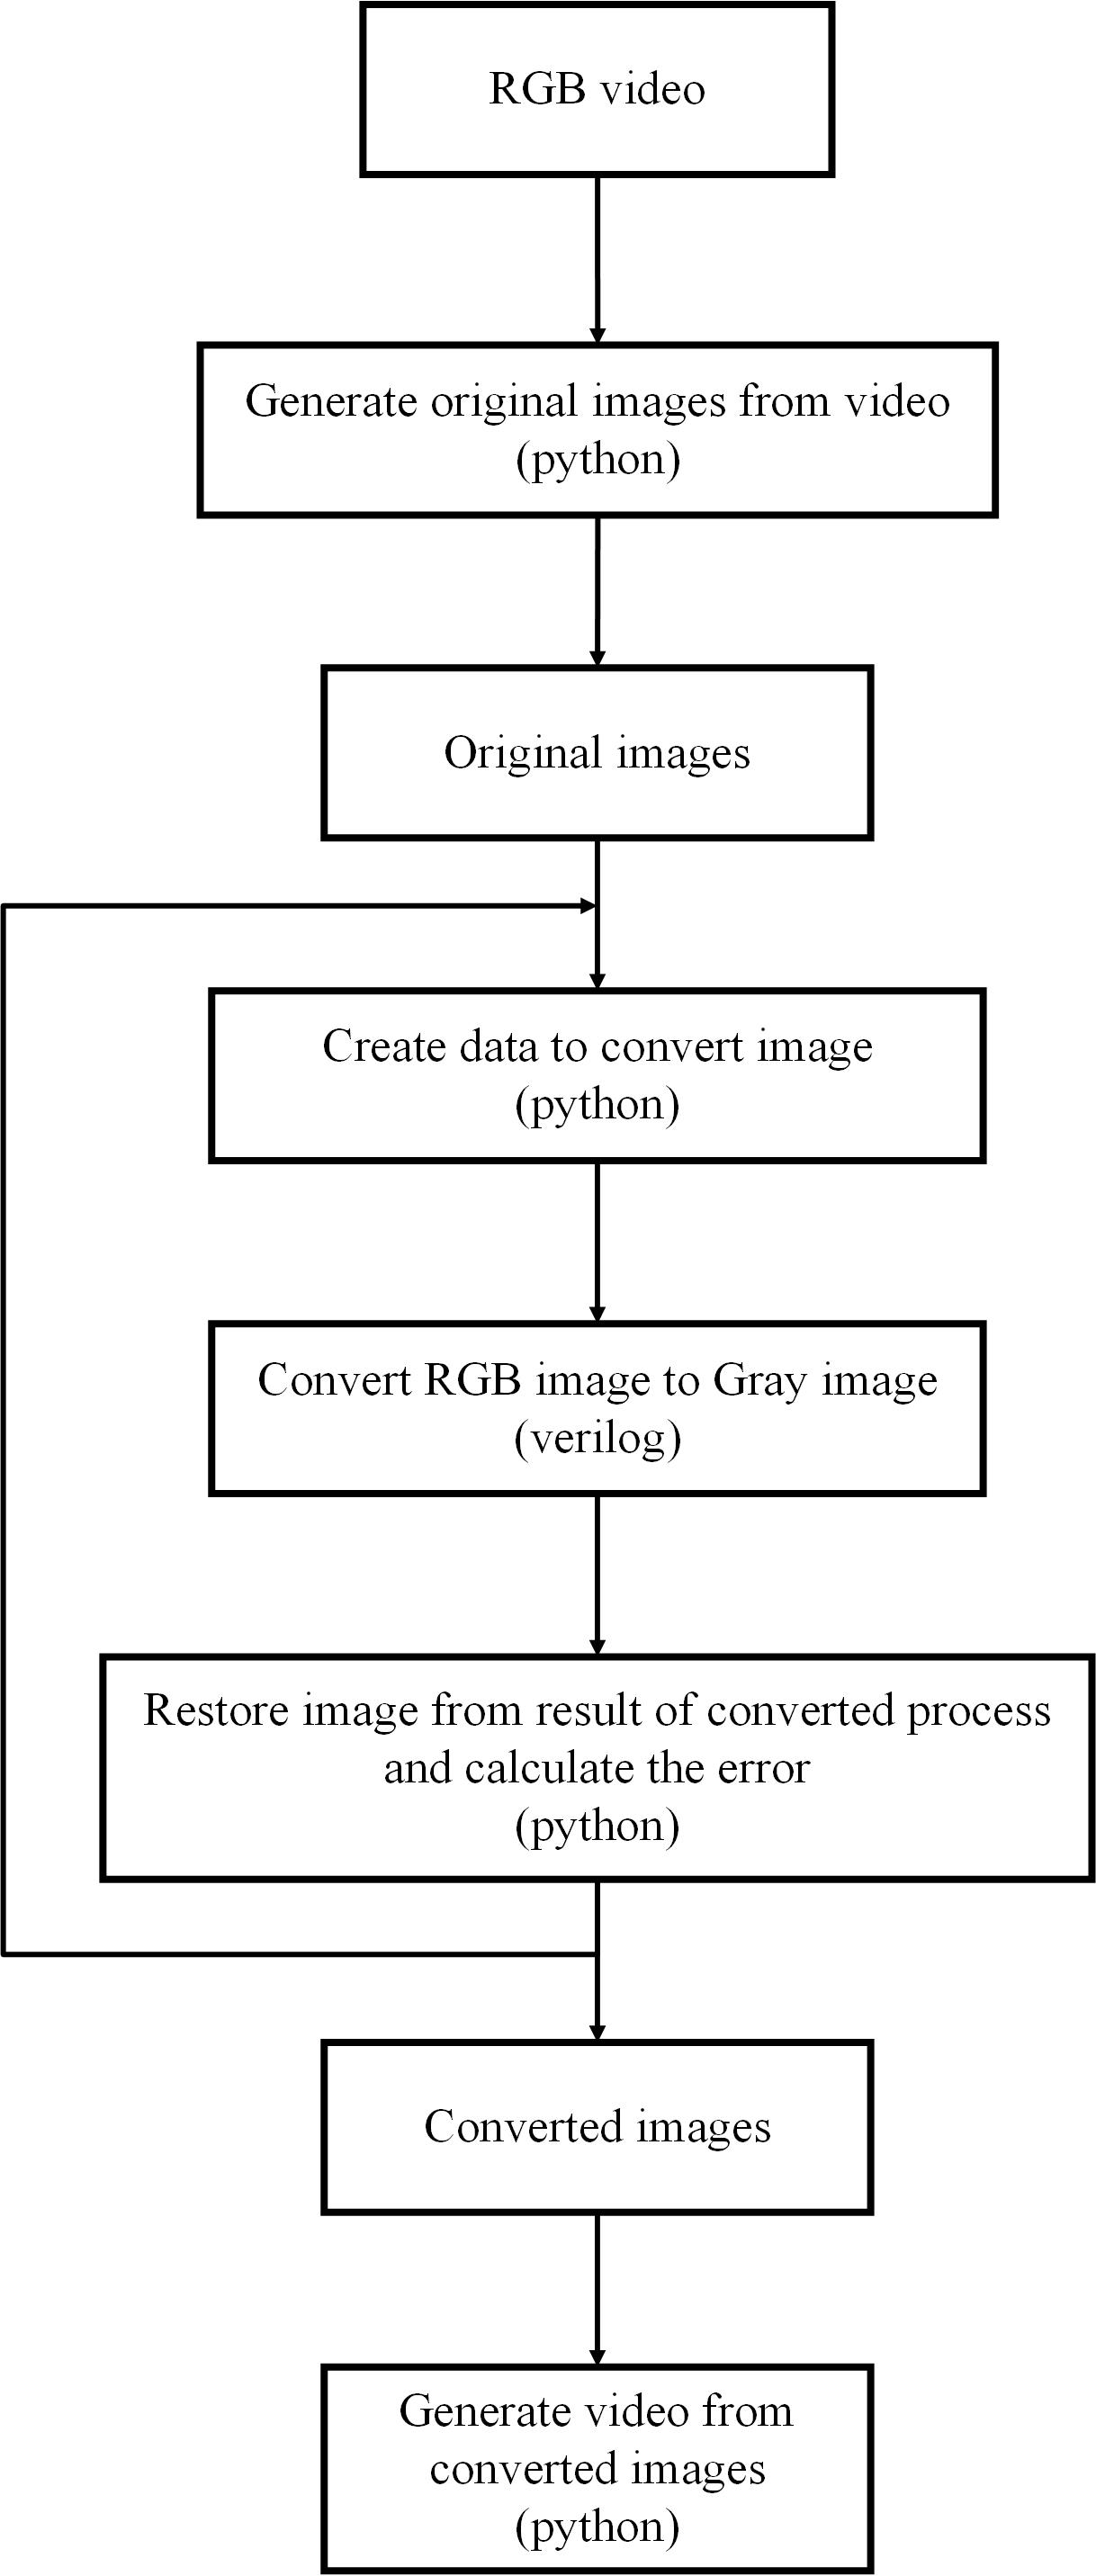 RGB video
Generate original images from video
(python)
Original images
Create data to convert image
(python)
Convert RGB image to Gray image
(verilog)
Restore image from result of converted process
and calculate the error
(python)
Converted images
Generate video from
converted images
(python)